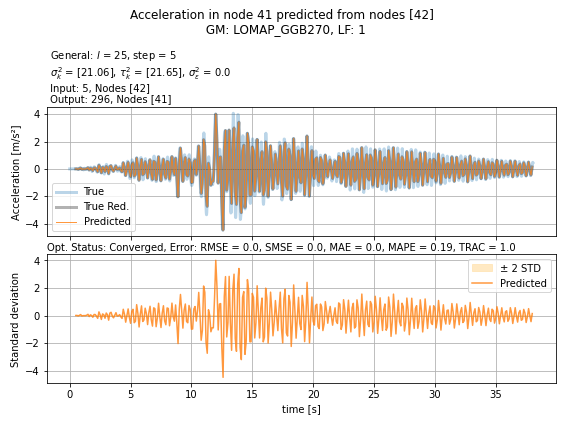 Acceleration in node 41 predicted from nodes [42]
GM: LOMAP_GGB270, LF: 1
General: l = 25, step = 5
σ²ₖ = [21.06], τ²ₖ = [21.65], σ²ε = 0.0
Input: 5, Nodes [42]
Output: 296, Nodes [41]
Acceleration [m/s²]
4
2
0
−2
−4
True
True Red.
Predicted
Opt. Status: Converged, Error: RMSE = 0.0, SMSE = 0.0, MAE = 0.0, MAPE = 0.19, TRAC = 1.0
Standard deviation
4
2
0
−2
−4
± 2 STD
Predicted
0 5 10 15 20 25 30 35
time [s]